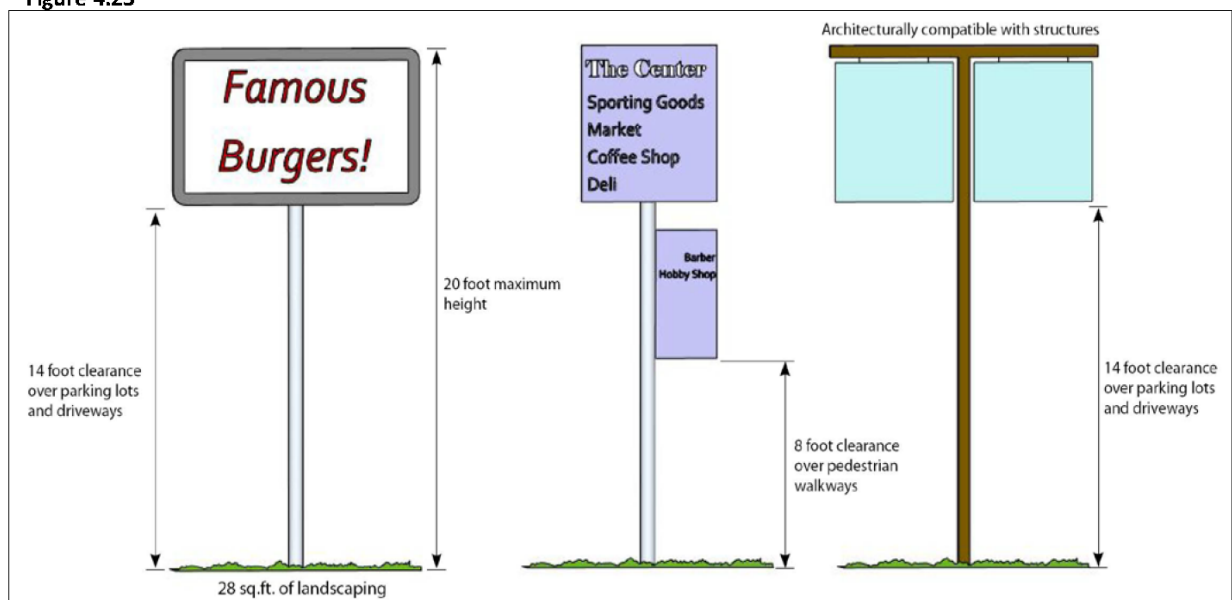 Figure 4.25
Famous
Burgers!
14 foot clearance
over parking lots
and driveways
20 foot maximum
height
28 sq.ft. of landscaping
The Center
Sporting Goods
Market
Coffee Shop
Deli
Barber
Hobby Shop
8 foot clearance
over pedestrian
walkways
Architecturally compatible with structures
14 foot clearance
over parking lots
and driveways